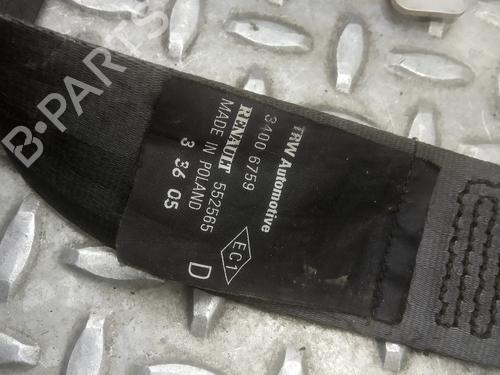 TRW Automotive
3400 6759
RENAULT 552565
MADE IN POLAND
3 36 05
EC1
D
B-PARTS